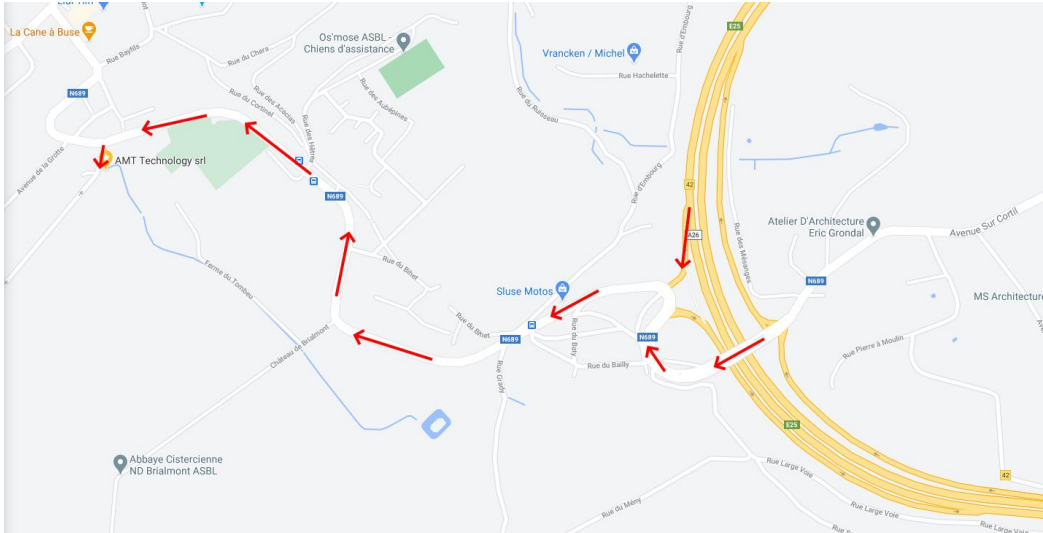 La Cane à Buse
Rue Bayfils
Rue du Chera
Os'mose ASBL -
Chiens d'assistance
Vrancken / Michel
Rue d'Embourg
E25
Rue Hachelette
N689
Rue du Cortinel
Rue des Acacias
Rue des Aubépines
Rue des Hêtres
Rue du Ruisseau
AMT Technology srl
Avenue de la Grotte
N689
Rue d'Embourg
42
A26
Rue des Mésanges
Atelier D'Architecture
Eric Grondal
Avenue Sur Cortil
Rue du Bihet
Ferme du Tombeu
N689
Sluse Motos
MS Architecture
Château de Brialmont
Rue du Bihet
N689
Rue du Baty
N689
Rue Pierre à Moulin
Rue Grady
Rue du Bailly
E25
Abbaye Cistercienne
ND Brialmont ASBL
Rue Large Voie
42
Rue du Mény
Rue Large Voie
Rue Large Voie